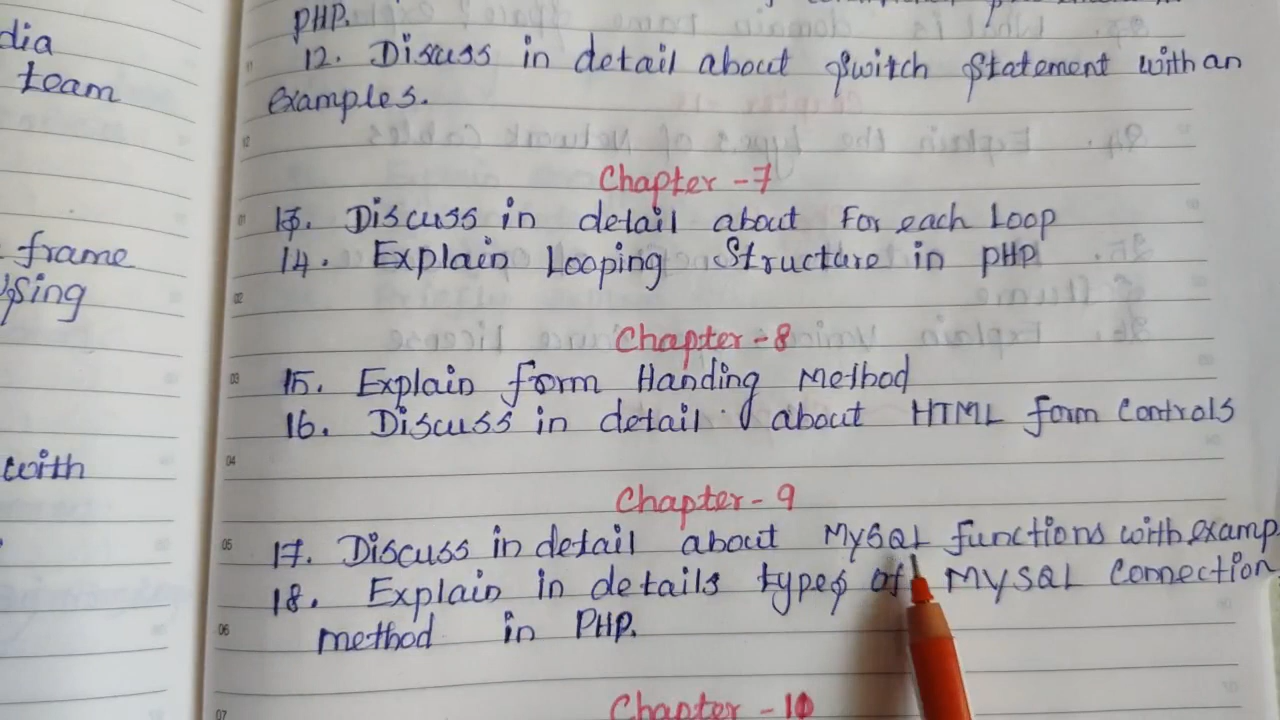 dia
team
frame
sing
with
PHP.
12. Discuss in detail about switch statement with an
examples.
Chapter - 7
13. Discuss in detail about For each Loop
14. Explain Looping Structure in PHP
Chapter - 8
15. Explain form Handing Method
16. Discuss in detail about HTML form controls
Chapter - 9
17. Discuss in detail about MySQL functions with examp
18. Explain in details types of MySQL connection
method in PHP.
Chapter - 10